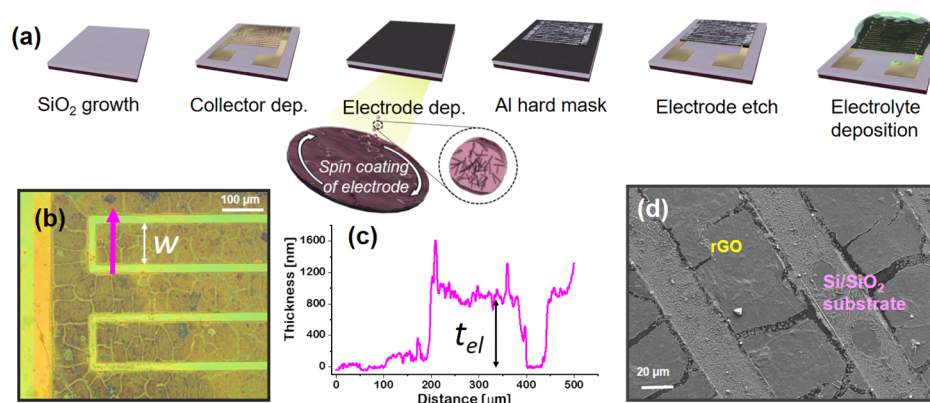 (a)
SiO₂ growth
Collector dep.
Electrode dep.
Al hard mask
Electrode etch
Electrolyte
deposition
Spin coating
of electrode
(b)
100 µm
W
(c)
Thickness [nm]
1600
1200
800
400
0
t_el
0 100 200 300 400 500
Distance [µm]
(d)
rGO
Si/SiO₂
substrate
20 µm